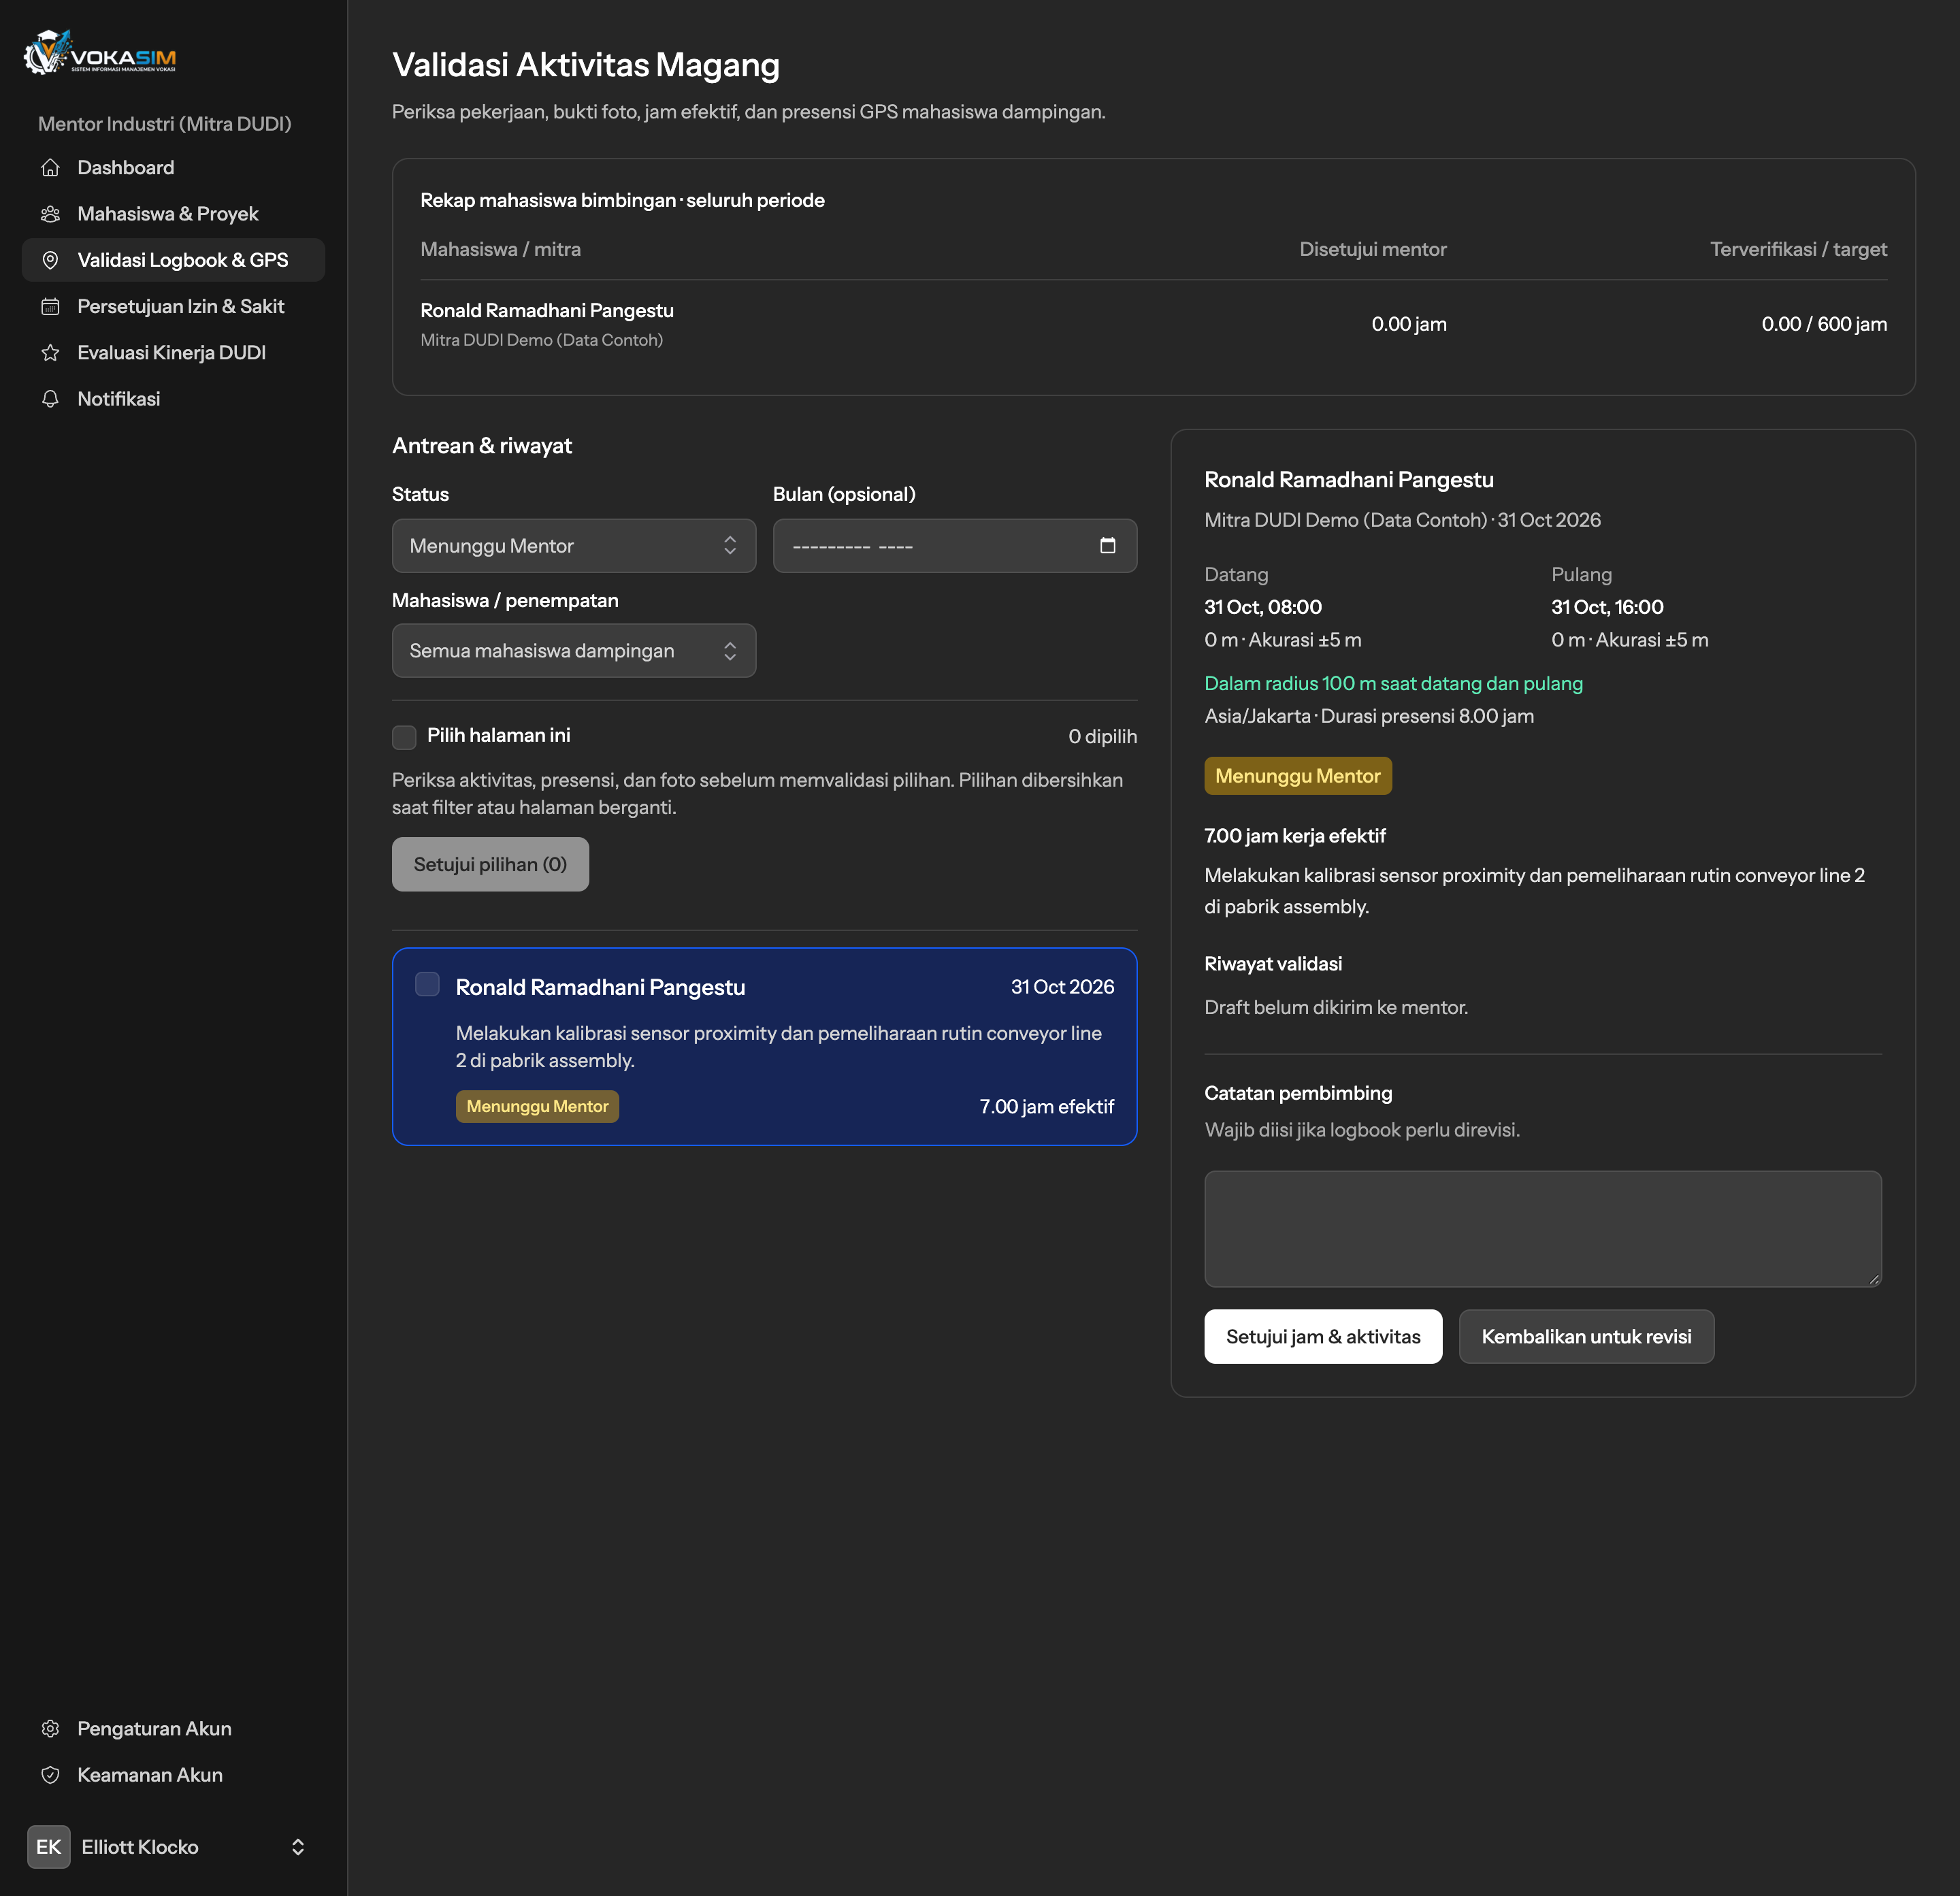 VOKASIM
SISTEM INFORMASI MANAJEMEN VOKASI
Mentor Industri (Mitra DUDI)
Dashboard
Mahasiswa & Proyek
Validasi Logbook & GPS
Persetujuan Izin & Sakit
Evaluasi Kinerja DUDI
Notifikasi
Pengaturan Akun
Keamanan Akun
EK Elliott Klocko
Validasi Aktivitas Magang
Periksa pekerjaan, bukti foto, jam efektif, dan presensi GPS mahasiswa dampingan.
Rekap mahasiswa bimbingan · seluruh periode
Mahasiswa / mitra Disetujui mentor Terverifikasi / target
Ronald Ramadhani Pangestu
Mitra DUDI Demo (Data Contoh)
0.00 jam 0.00 / 600 jam
Antrean & riwayat
Status Bulan (opsional)
Menunggu Mentor --------- ----
Mahasiswa / penempatan
Semua mahasiswa dampingan
Pilih halaman ini 0 dipilih
Periksa aktivitas, presensi, dan foto sebelum memvalidasi pilihan. Pilihan dibersihkan
saat filter atau halaman berganti.
Setujui pilihan (0)
Ronald Ramadhani Pangestu 31 Oct 2026
Melakukan kalibrasi sensor proximity dan pemeliharaan rutin conveyor line
2 di pabrik assembly.
Menunggu Mentor 7.00 jam efektif
Ronald Ramadhani Pangestu
Mitra DUDI Demo (Data Contoh) · 31 Oct 2026
Datang Pulang
31 Oct, 08:00 31 Oct, 16:00
0 m · Akurasi ±5 m 0 m · Akurasi ±5 m
Dalam radius 100 m saat datang dan pulang
Asia/Jakarta · Durasi presensi 8.00 jam
Menunggu Mentor
7.00 jam kerja efektif
Melakukan kalibrasi sensor proximity dan pemeliharaan rutin conveyor line 2
di pabrik assembly.
Riwayat validasi
Draft belum dikirim ke mentor.
Catatan pembimbing
Wajib diisi jika logbook perlu direvisi.
Setujui jam & aktivitas Kembalikan untuk revisi